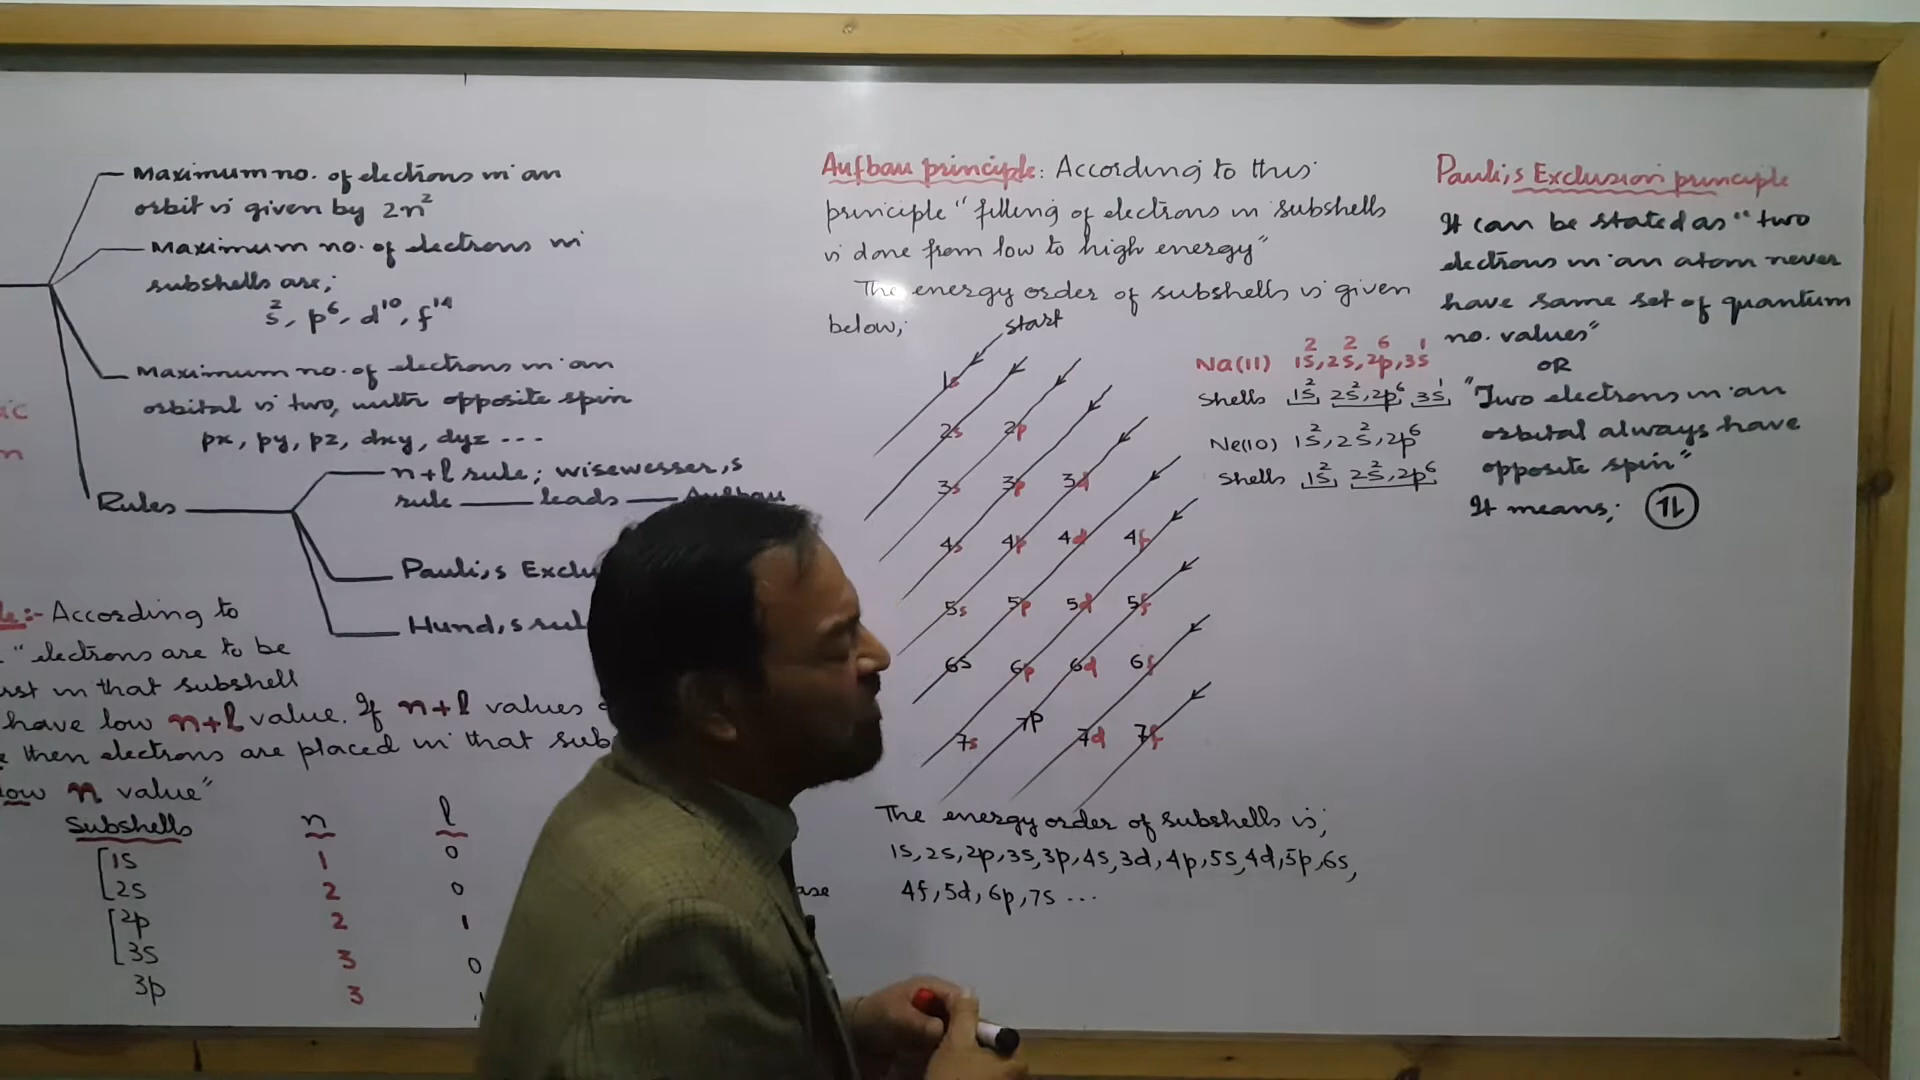 Maximum no. of electrons in an
orbit is given by 2n²
Maximum no. of electrons in
subshells are;
s², p⁶, d¹⁰, f¹⁴
Maximum no. of electrons in an
orbital is two, with opposite spin
px, py, pz, dxy, dyz ---
ic
m
Rules
n+l rule; wisewesser,s
rule — leads — Aufbau
Pauli,s Exclu
Hund,s rul
le:- According to
"electrons are to be
rst in that subshell
have low n+l value. If n+l values
then electrons are placed in that sub
low n value"
Subshells n l
1s 1 0
2s 2 0
2p 2 1
3s 3 0
3p 3
ase
Aufbau principle: According to this
principle "filling of electrons in subshells
is done from low to high energy"
The energy order of subshells is given
below;
start
1s
2s 2p
3s 3p 3d
4s 4p 4d 4f
5s 5p 5d 5f
6s 6p 6d 6f
7s 7p 7d 7f
The energy order of subshells is;
1s, 2s, 2p, 3s, 3p, 4s, 3d, 4p, 5s, 4d, 5p, 6s,
4f, 5d, 6p, 7s ...
Na(11) 1s², 2s², 2p⁶, 3s¹
Shells 1s², 2s², 2p⁶, 3s¹,
Ne(10) 1s², 2s², 2p⁶
Shells 1s², 2s², 2p⁶
Pauli,s Exclusion principle
It can be stated as "two
electrons in an atom never
have same set of quantum
no. values"
OR
"Two electrons in an
orbital always have
opposite spin"
It means; ↿⇂